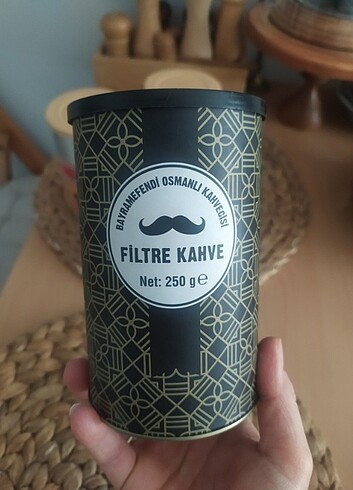 BAYRAMEFENDİ OSMANLI KAHVECİSİ
FİLTRE KAHVE
Net: 250 g ℮